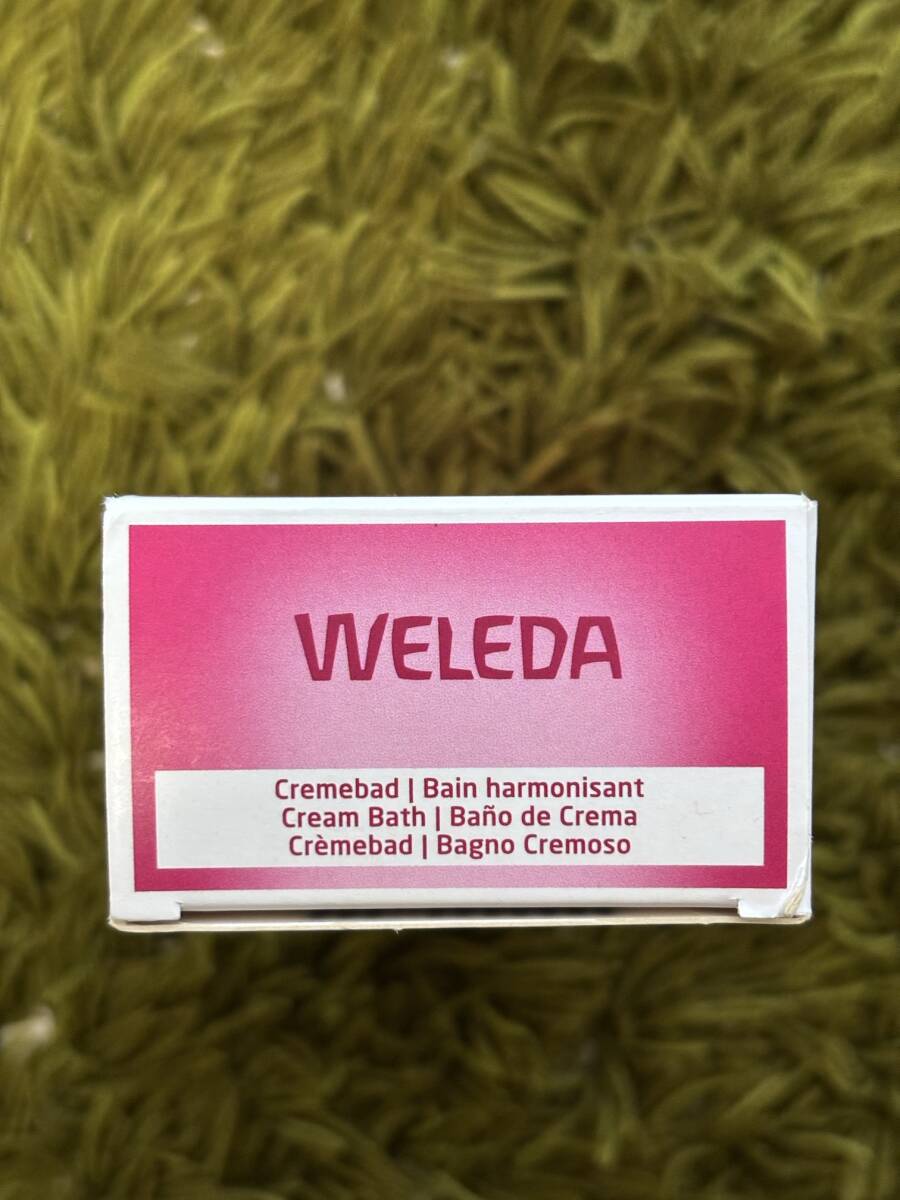 WELEDA
Cremebad | Bain harmonisant
Cream Bath | Baño de Crema
Crèmebad | Bagno Cremoso